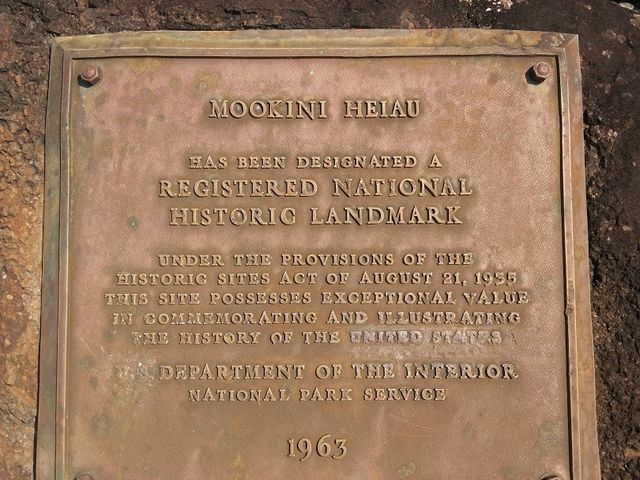 MOOKINI HEIAU
HAS BEEN DESIGNATED A
REGISTERED NATIONAL
HISTORIC LANDMARK
UNDER THE PROVISIONS OF THE
HISTORIC SITES ACT OF AUGUST 21, 1935
THIS SITE POSSESSES EXCEPTIONAL VALUE
IN COMMEMORATING AND ILLUSTRATING
THE HISTORY OF THE UNITED STATES
DEPARTMENT OF THE INTERIOR
NATIONAL PARK SERVICE
1963